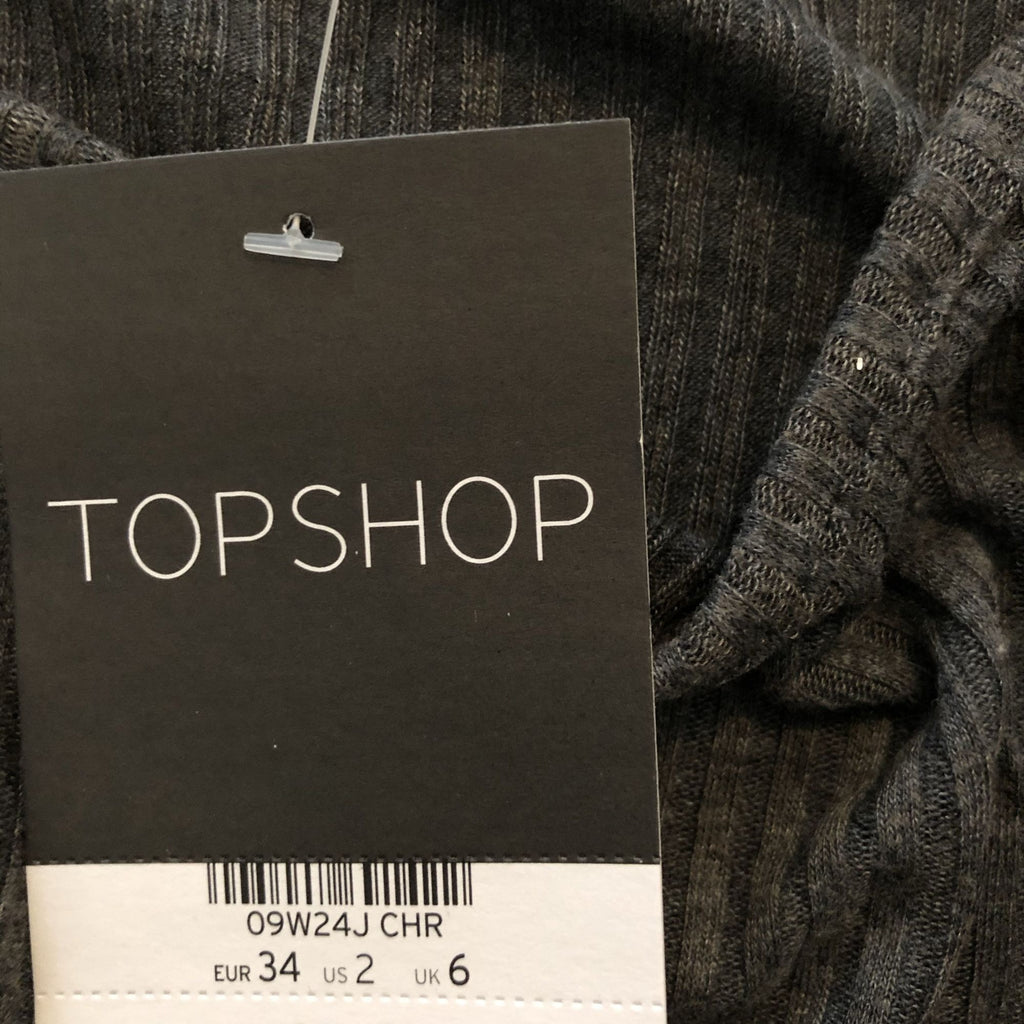 TOPSHOP
09W24J CHR
EUR 34 US 2 UK 6